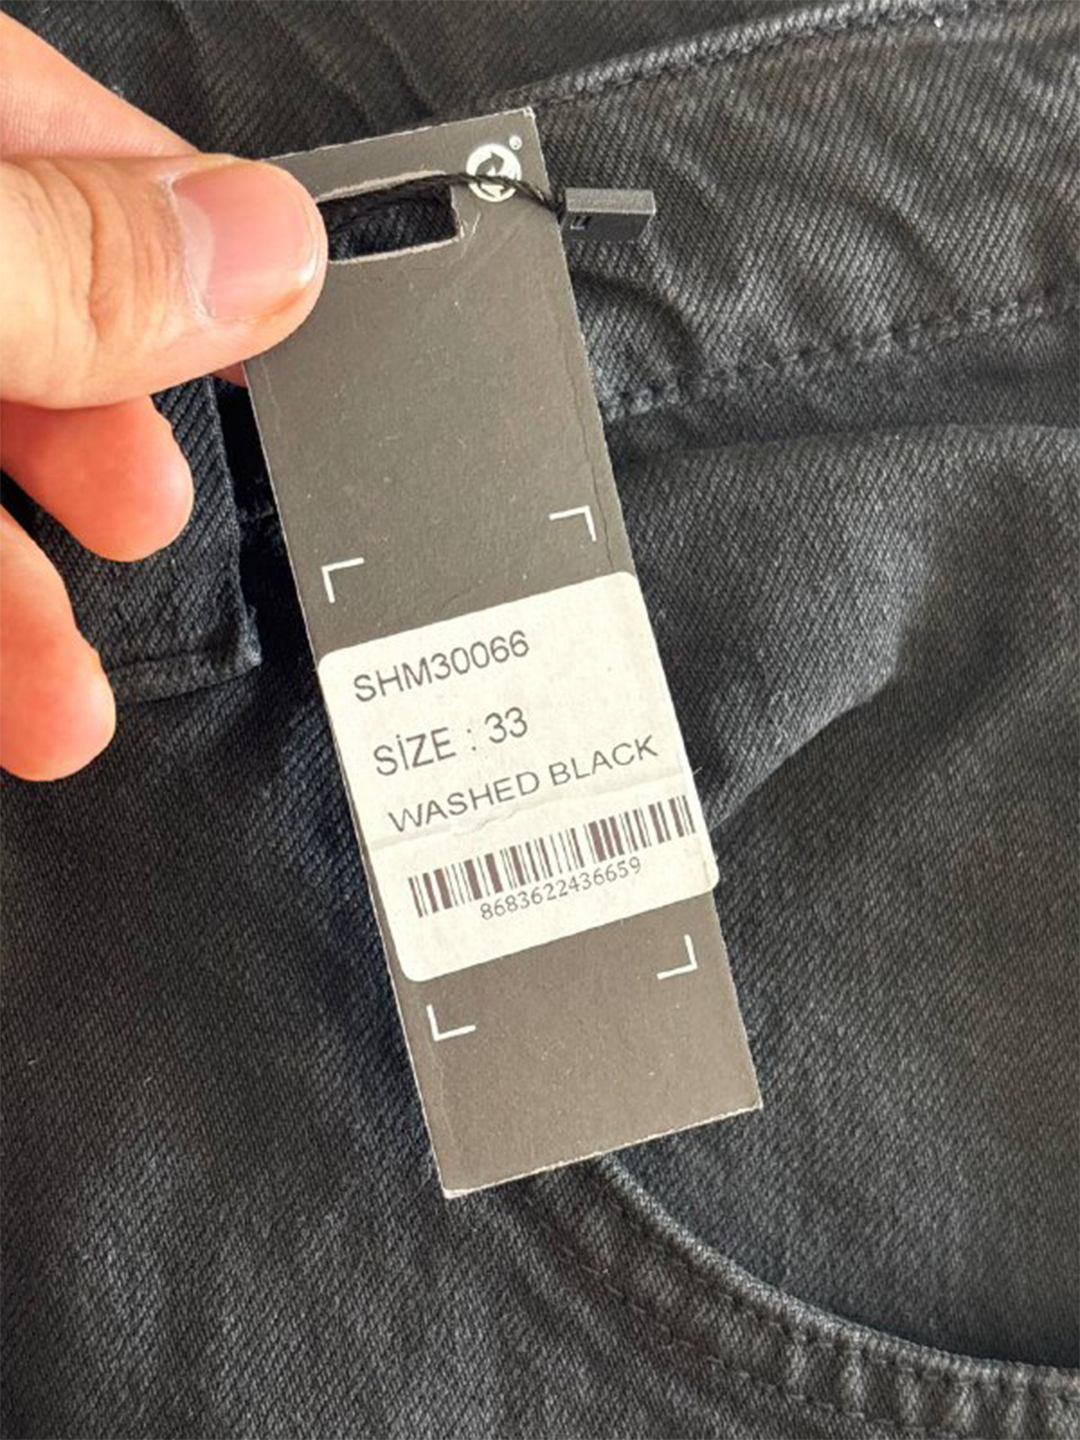 SHM30066
SİZE : 33
WASHED BLACK
8683622436659